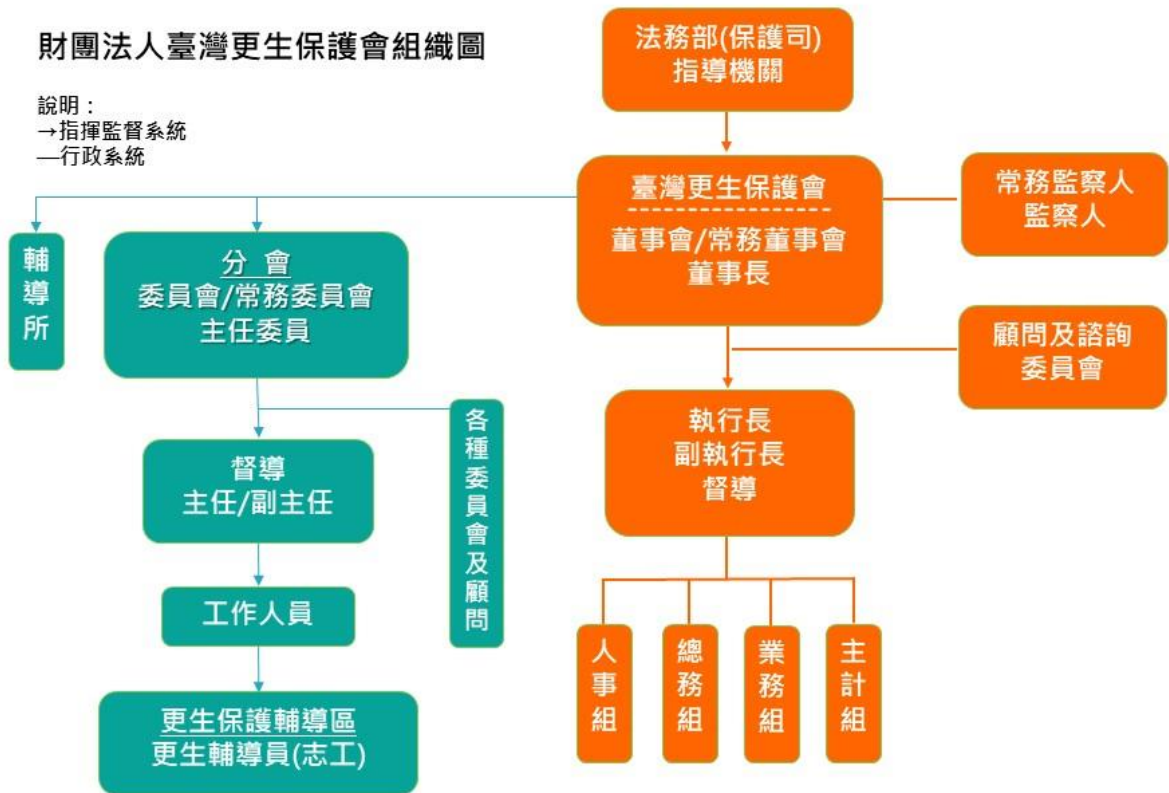 財團法人臺灣更生保護會組織圖
說明：
→指揮監督系統
—行政系統
法務部(保護司)
指導機關
臺灣更生保護會
董事會/常務董事會
董事長
常務監察人
監察人
顧問及諮詢
委員會
執行長
副執行長
督導
人事組
總務組
業務組
主計組
輔導所
分 會
委員會/常務委員會
主任委員
各種委員會及顧問
督導
主任/副主任
工作人員
更生保護輔導區
更生輔導員(志工)